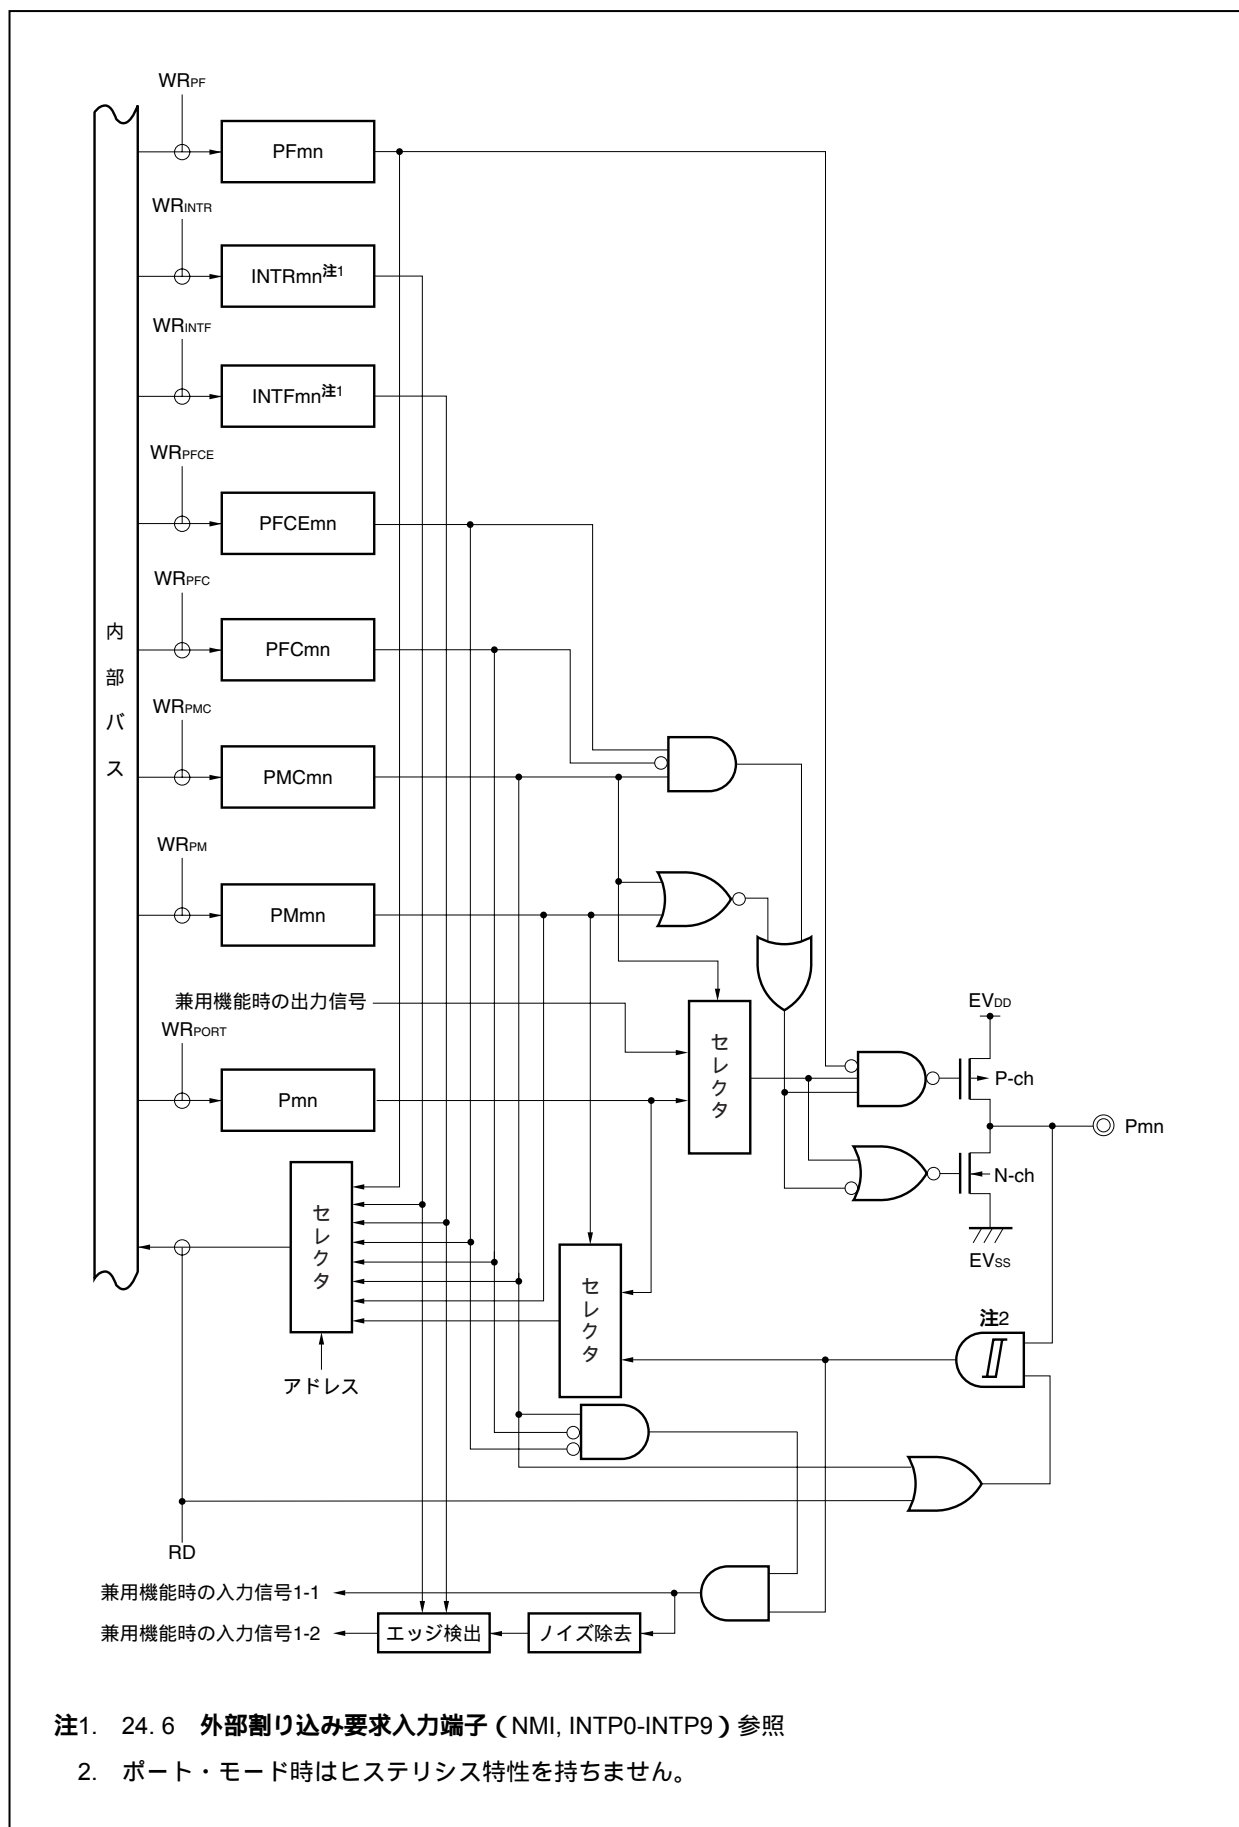 WRPF
PFmn
WRINTR
INTRmn注1
WRINTF
INTFmn注1
WRPFCE
PFCEmn
WRPFC
PFCmn
内部バス
WRPMC
PMCmn
WRPM
PMmn
兼用機能時の出力信号
WRPORT
Pmn
セレクタ
EVDD
P-ch
Pmn
N-ch
EVSS
セレクタ
セレクタ
注2
アドレス
RD
兼用機能時の入力信号1-1
兼用機能時の入力信号1-2
エッジ検出
ノイズ除去
注1. 24. 6 外部割り込み要求入力端子(NMI, INTP0-INTP9)参照
2. ポート・モード時はヒステリシス特性を持ちません。